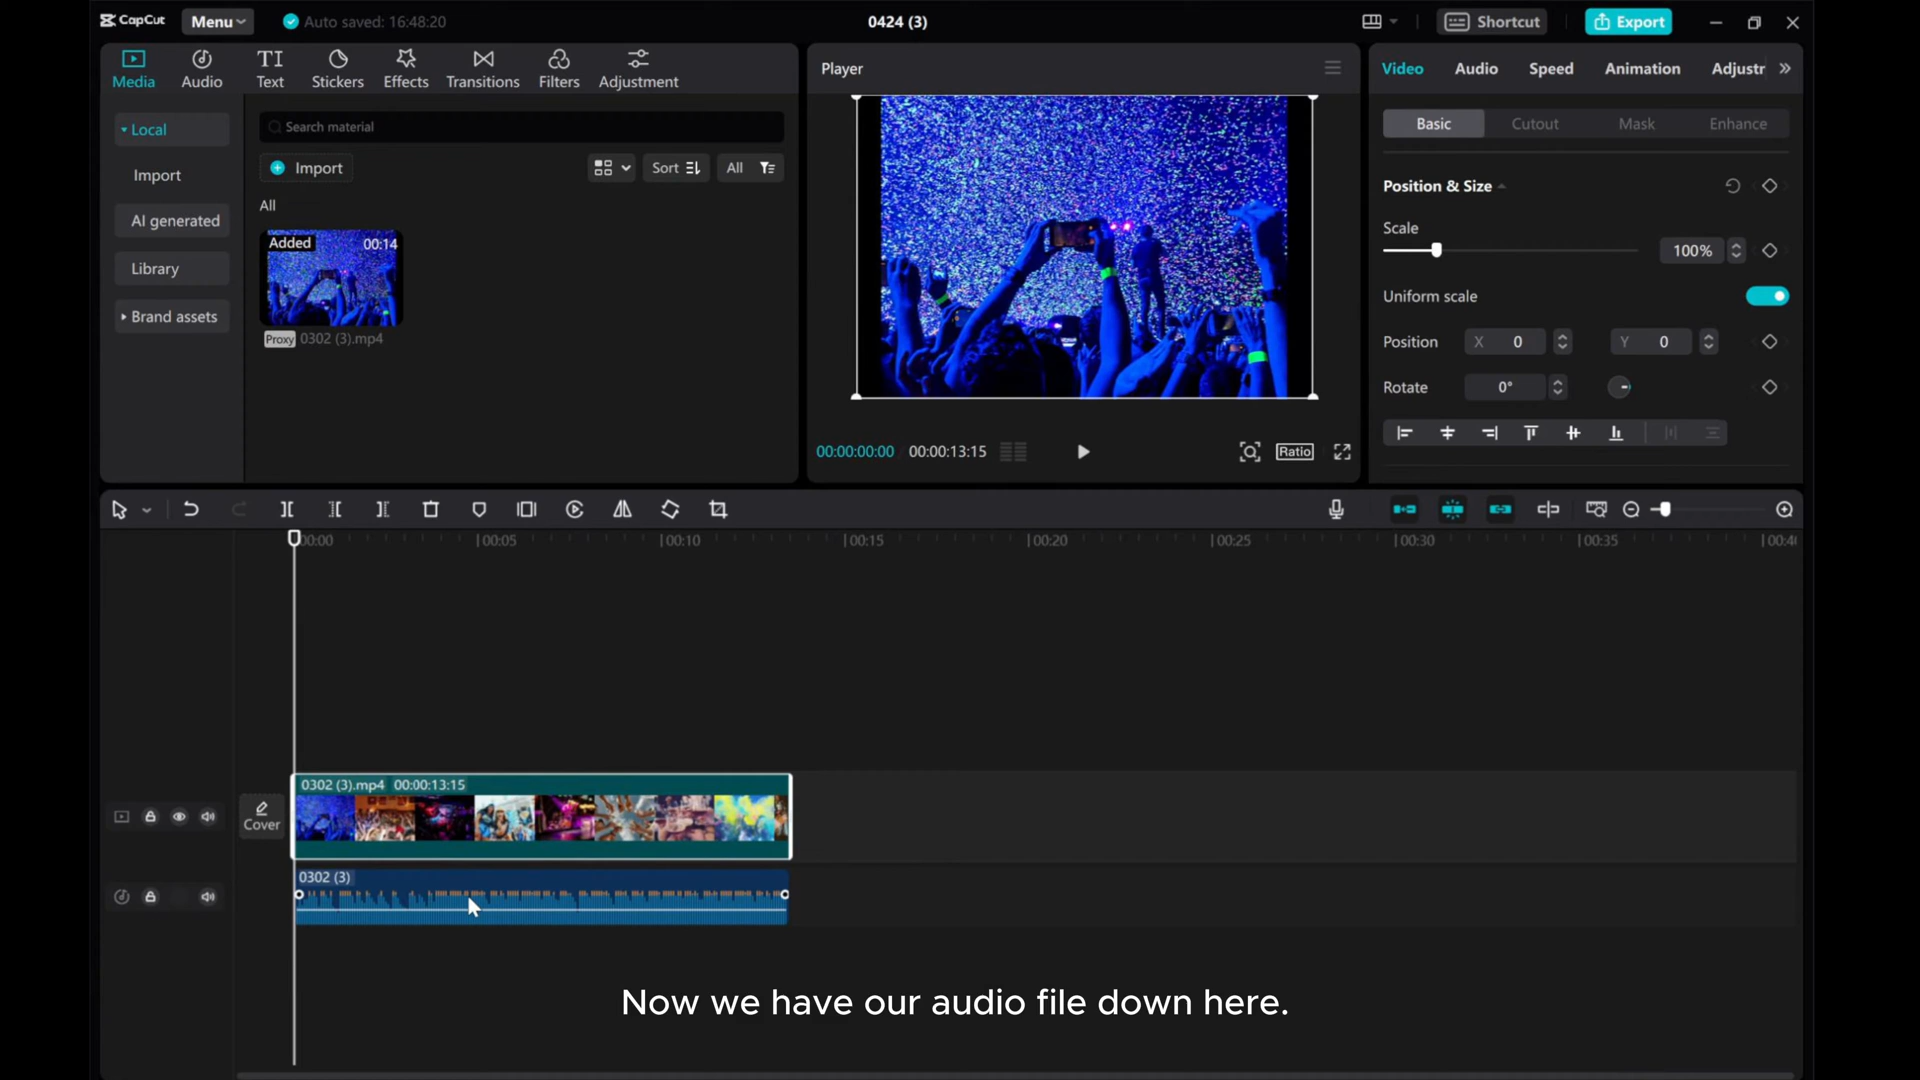 CapCut
Menu
Auto saved: 16:48:20
0424 (3)
Shortcut
Export
Media
Audio
Text
Stickers
Effects
Transitions
Filters
Adjustment
Local
Import
AI generated
Library
Brand assets
Search material
Import
Sort
All
All
Added
00:14
Proxy
0302 (3).mp4
Player
00:00:00:00
00:00:13:15
Ratio
Video
Audio
Speed
Animation
Adjustr
Basic
Cutout
Mask
Enhance
Position & Size
Scale
100%
Uniform scale
Position
X 0
Y 0
Rotate
0°
00:00
00:05
00:10
00:15
00:20
00:25
00:30
00:35
00:4
Cover
0302 (3).mp4 00:00:13:15
0302 (3)
Now we have our audio file down here.